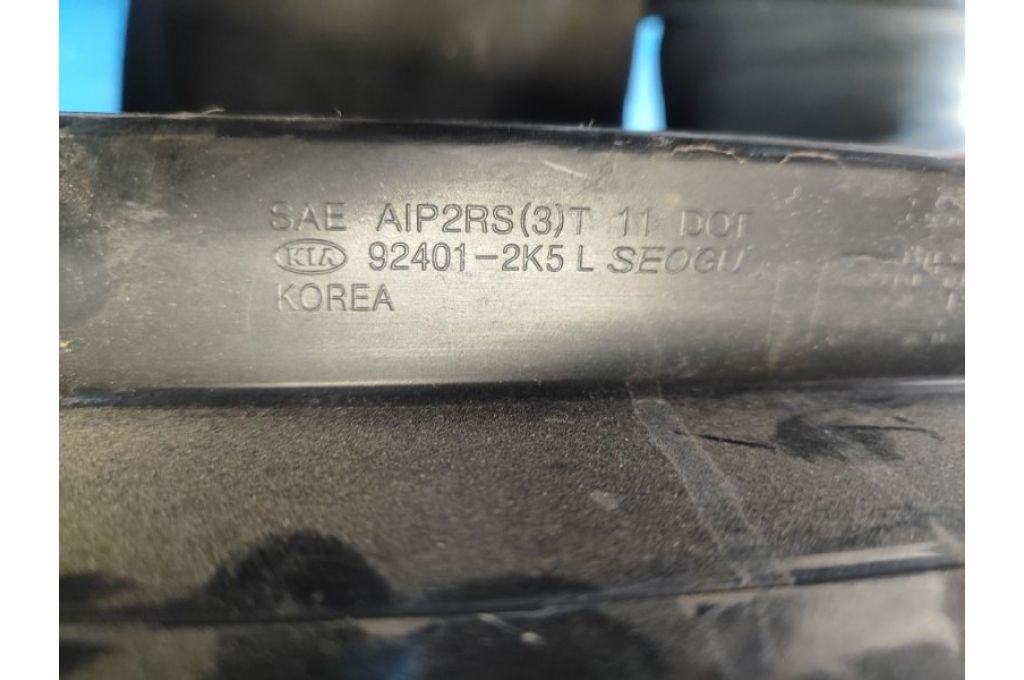 SAE AIP2RS(3)T 11 DOT
KIA 92401-2K5 L SEOGU
KOREA